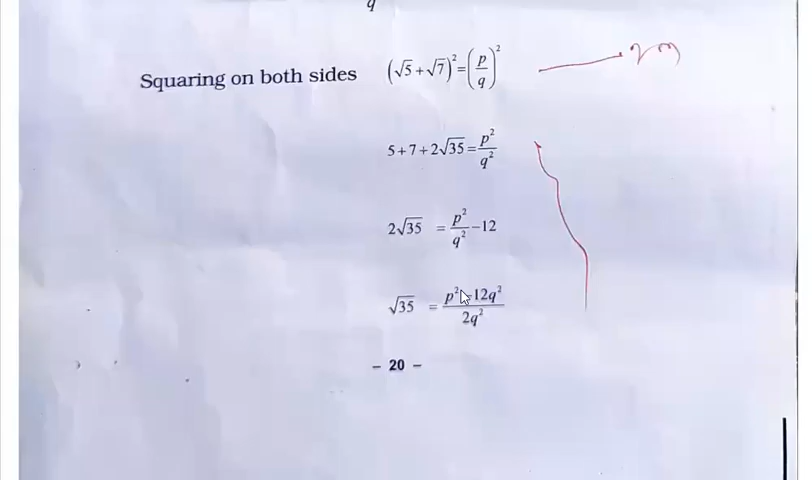 q
Squaring on both sides (√5 + √7)² = (p/q)²
5 + 7 + 2√35 = p²/q²
2√35 = p²/q² − 12
√35 = (p² − 12q²)/2q²
– 20 –